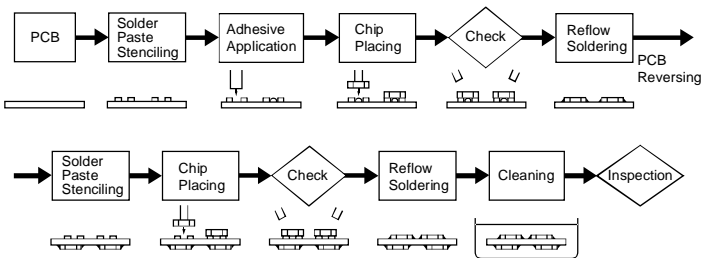 PCB
Solder
Paste
Stenciling
Adhesive
Application
Chip
Placing
Check
Reflow
Soldering
PCB
Reversing
Solder
Paste
Stenciling
Chip
Placing
Check
Reflow
Soldering
Cleaning
Inspection